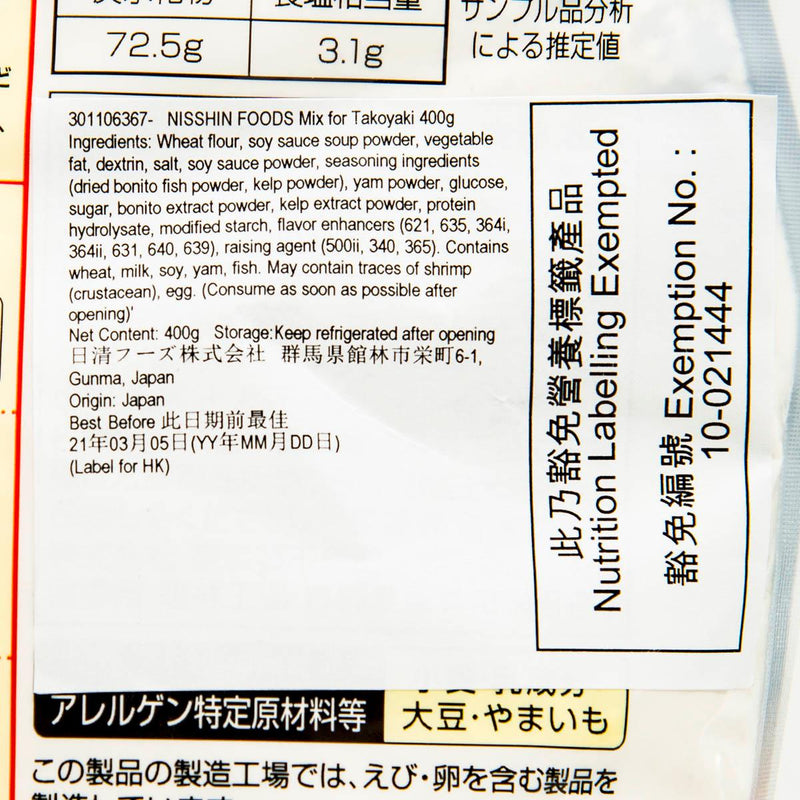 食塩相当量
サンプル品分析
72.5g
3.1g
による推定値
301106367- NISSHIN FOODS Mix for Takoyaki 400g
Ingredients: Wheat flour, soy sauce soup powder, vegetable
fat, dextrin, salt, soy sauce powder, seasoning ingredients
(dried bonito fish powder, kelp powder), yam powder, glucose,
sugar, bonito extract powder, kelp extract powder, protein
hydrolysate, modified starch, flavor enhancers (621, 635, 364i,
364ii, 631, 640, 639), raising agent (500ii, 340, 365). Contains
wheat, milk, soy, yam, fish. May contain traces of shrimp
(crustacean), egg. (Consume as soon as possible after
opening)'
Net Content: 400g Storage:Keep refrigerated after opening
日清フーズ株式会社 群馬県館林市栄町6-1,
Gunma, Japan
Origin: Japan
Best Before 此日期前最佳
21年03月05日(YY年MM月DD日)
(Label for HK)
此乃豁免營養標籤產品
Nutrition Labelling Exempted
豁免編號 Exemption No. :
10-021444
アレルゲン特定原材料等
大豆・やまいも
この製品の製造工場では、えび・卵を含む製品を